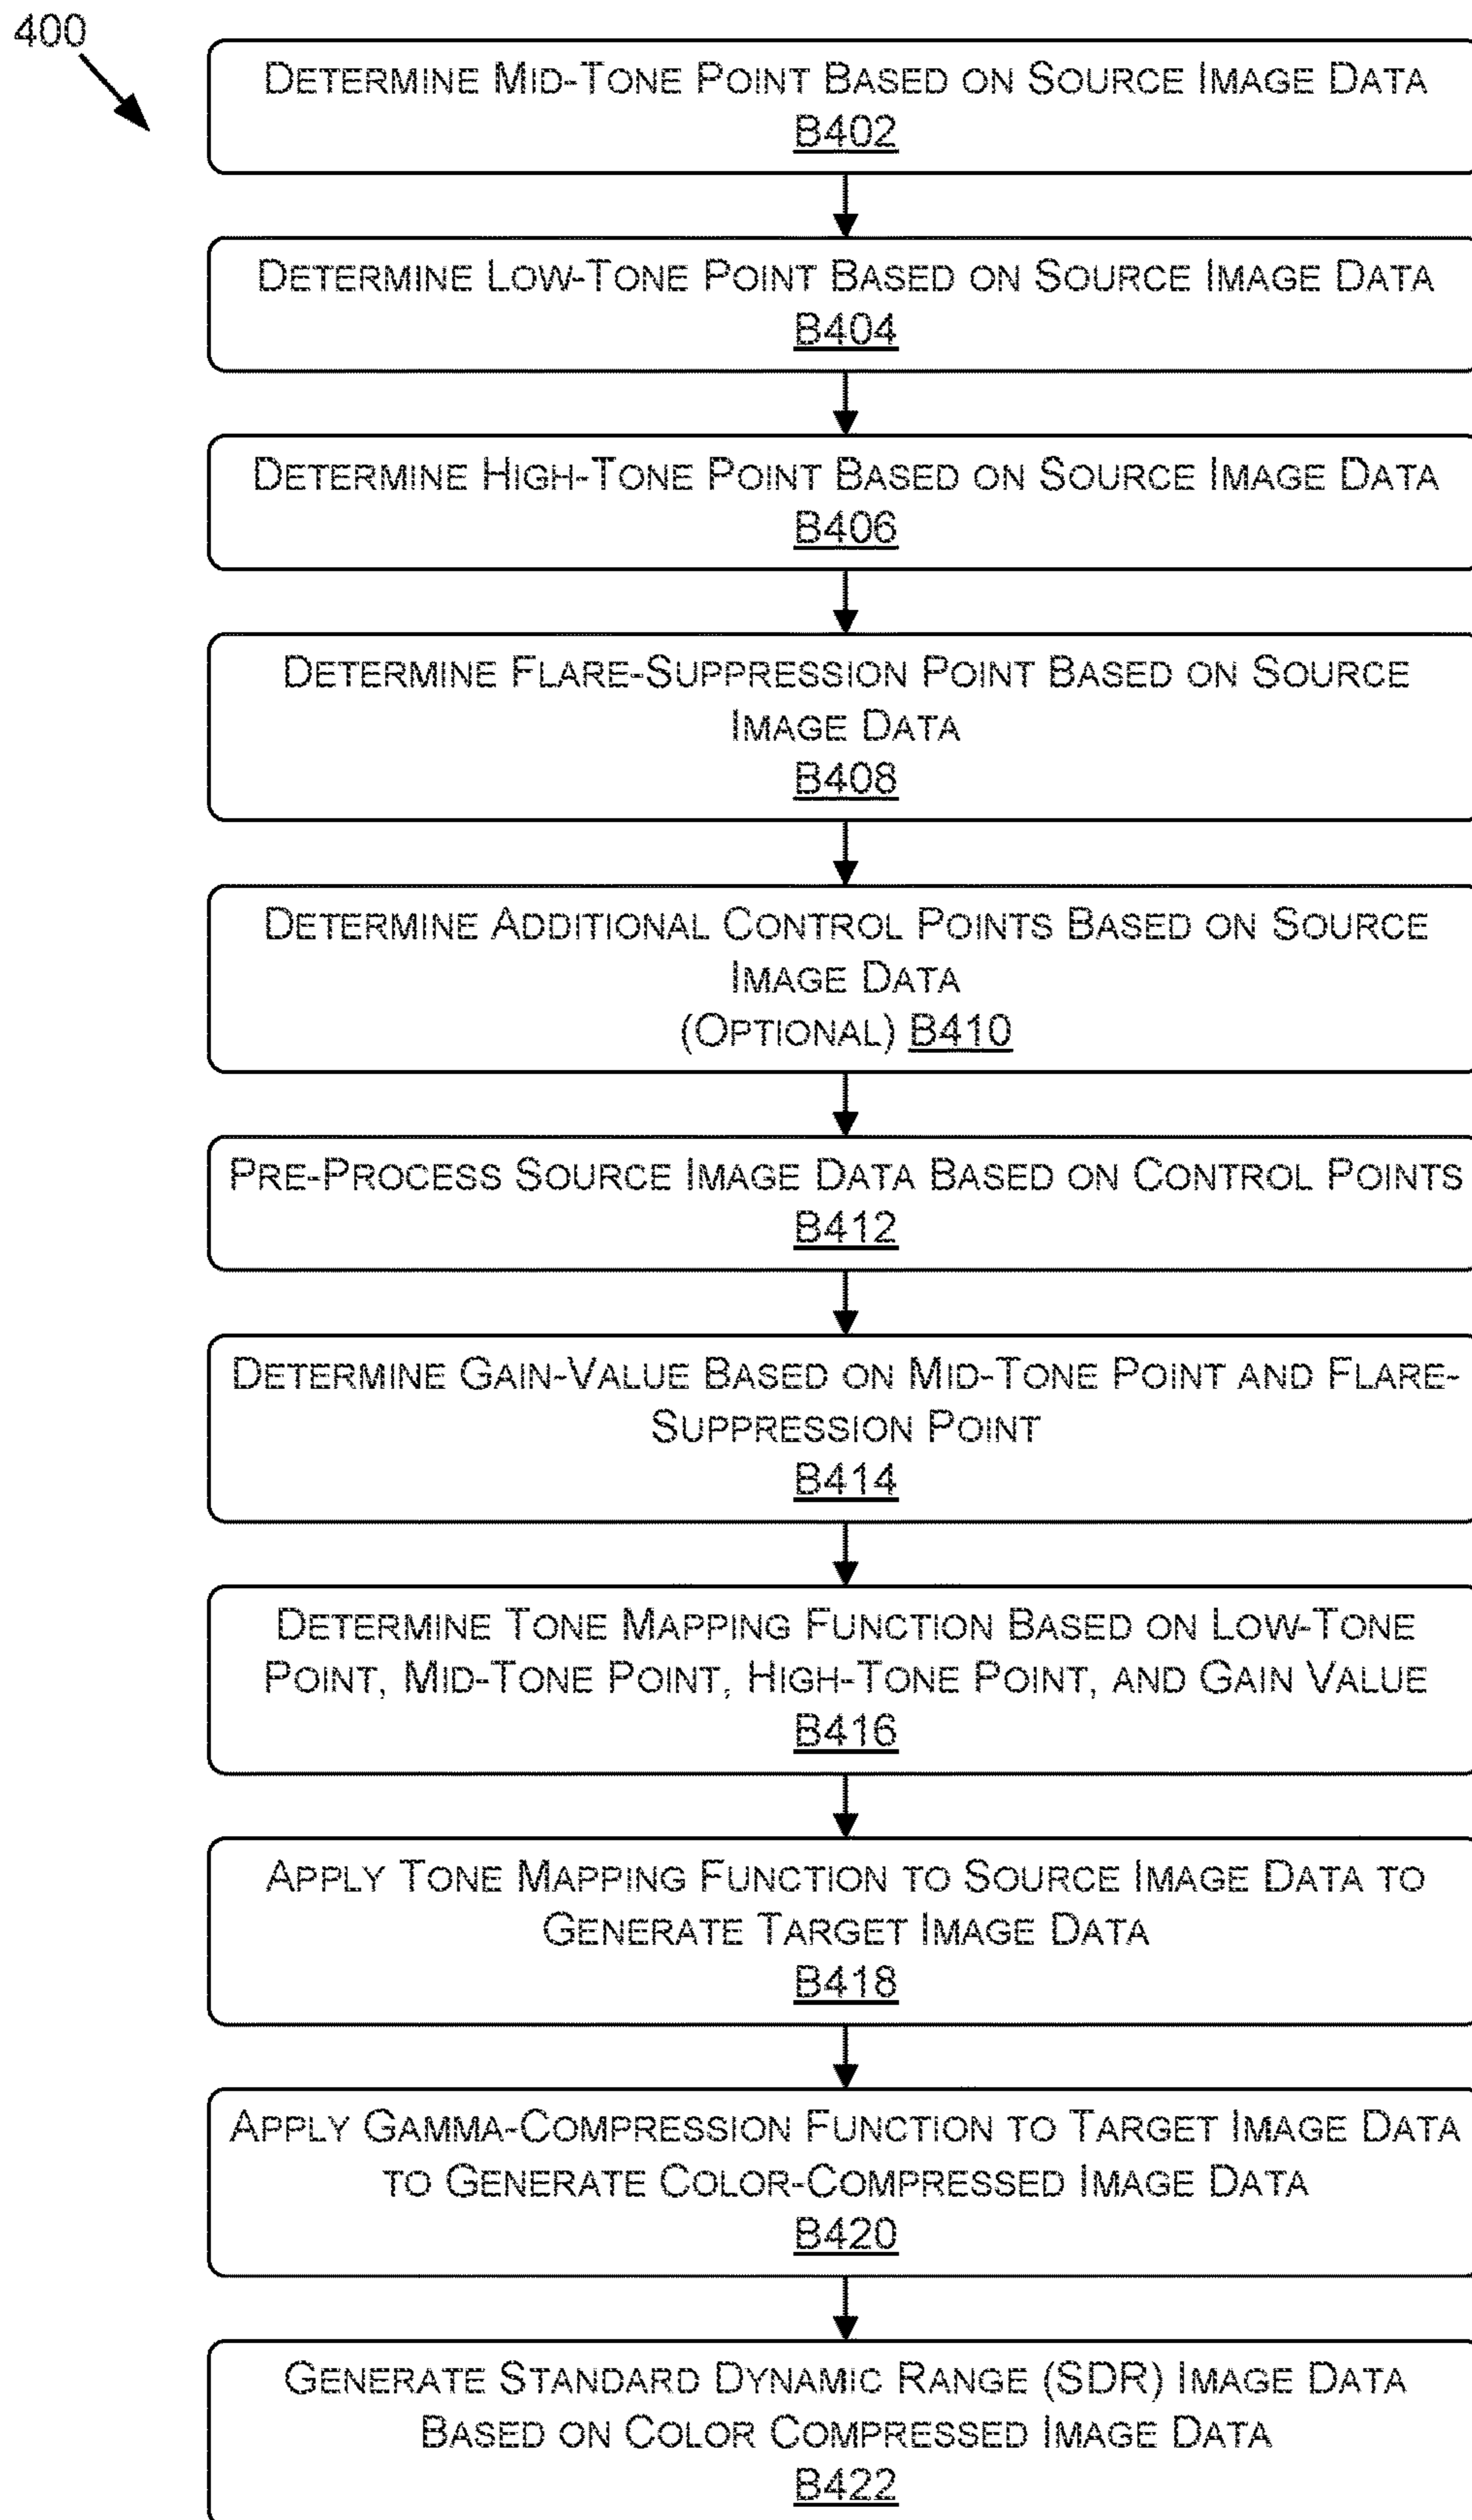 400
DETERMINE MID-TONE POINT BASED ON SOURCE IMAGE DATA
B402
DETERMINE LOW-TONE POINT BASED ON SOURCE IMAGE DATA
B404
DETERMINE HIGH-TONE POINT BASED ON SOURCE IMAGE DATA
B406
DETERMINE FLARE-SUPPRESSION POINT BASED ON SOURCE
IMAGE DATA
B408
DETERMINE ADDITIONAL CONTROL POINTS BASED ON SOURCE
IMAGE DATA
(OPTIONAL) B410
PRE-PROCESS SOURCE IMAGE DATA BASED ON CONTROL POINTS
B412
DETERMINE GAIN-VALUE BASED ON MID-TONE POINT AND FLARE-
SUPPRESSION POINT
B414
DETERMINE TONE MAPPING FUNCTION BASED ON LOW-TONE
POINT, MID-TONE POINT, HIGH-TONE POINT, AND GAIN VALUE
B416
APPLY TONE MAPPING FUNCTION TO SOURCE IMAGE DATA TO
GENERATE TARGET IMAGE DATA
B418
APPLY GAMMA-COMPRESSION FUNCTION TO TARGET IMAGE DATA
TO GENERATE COLOR-COMPRESSED IMAGE DATA
B420
GENERATE STANDARD DYNAMIC RANGE (SDR) IMAGE DATA
BASED ON COLOR COMPRESSED IMAGE DATA
B422